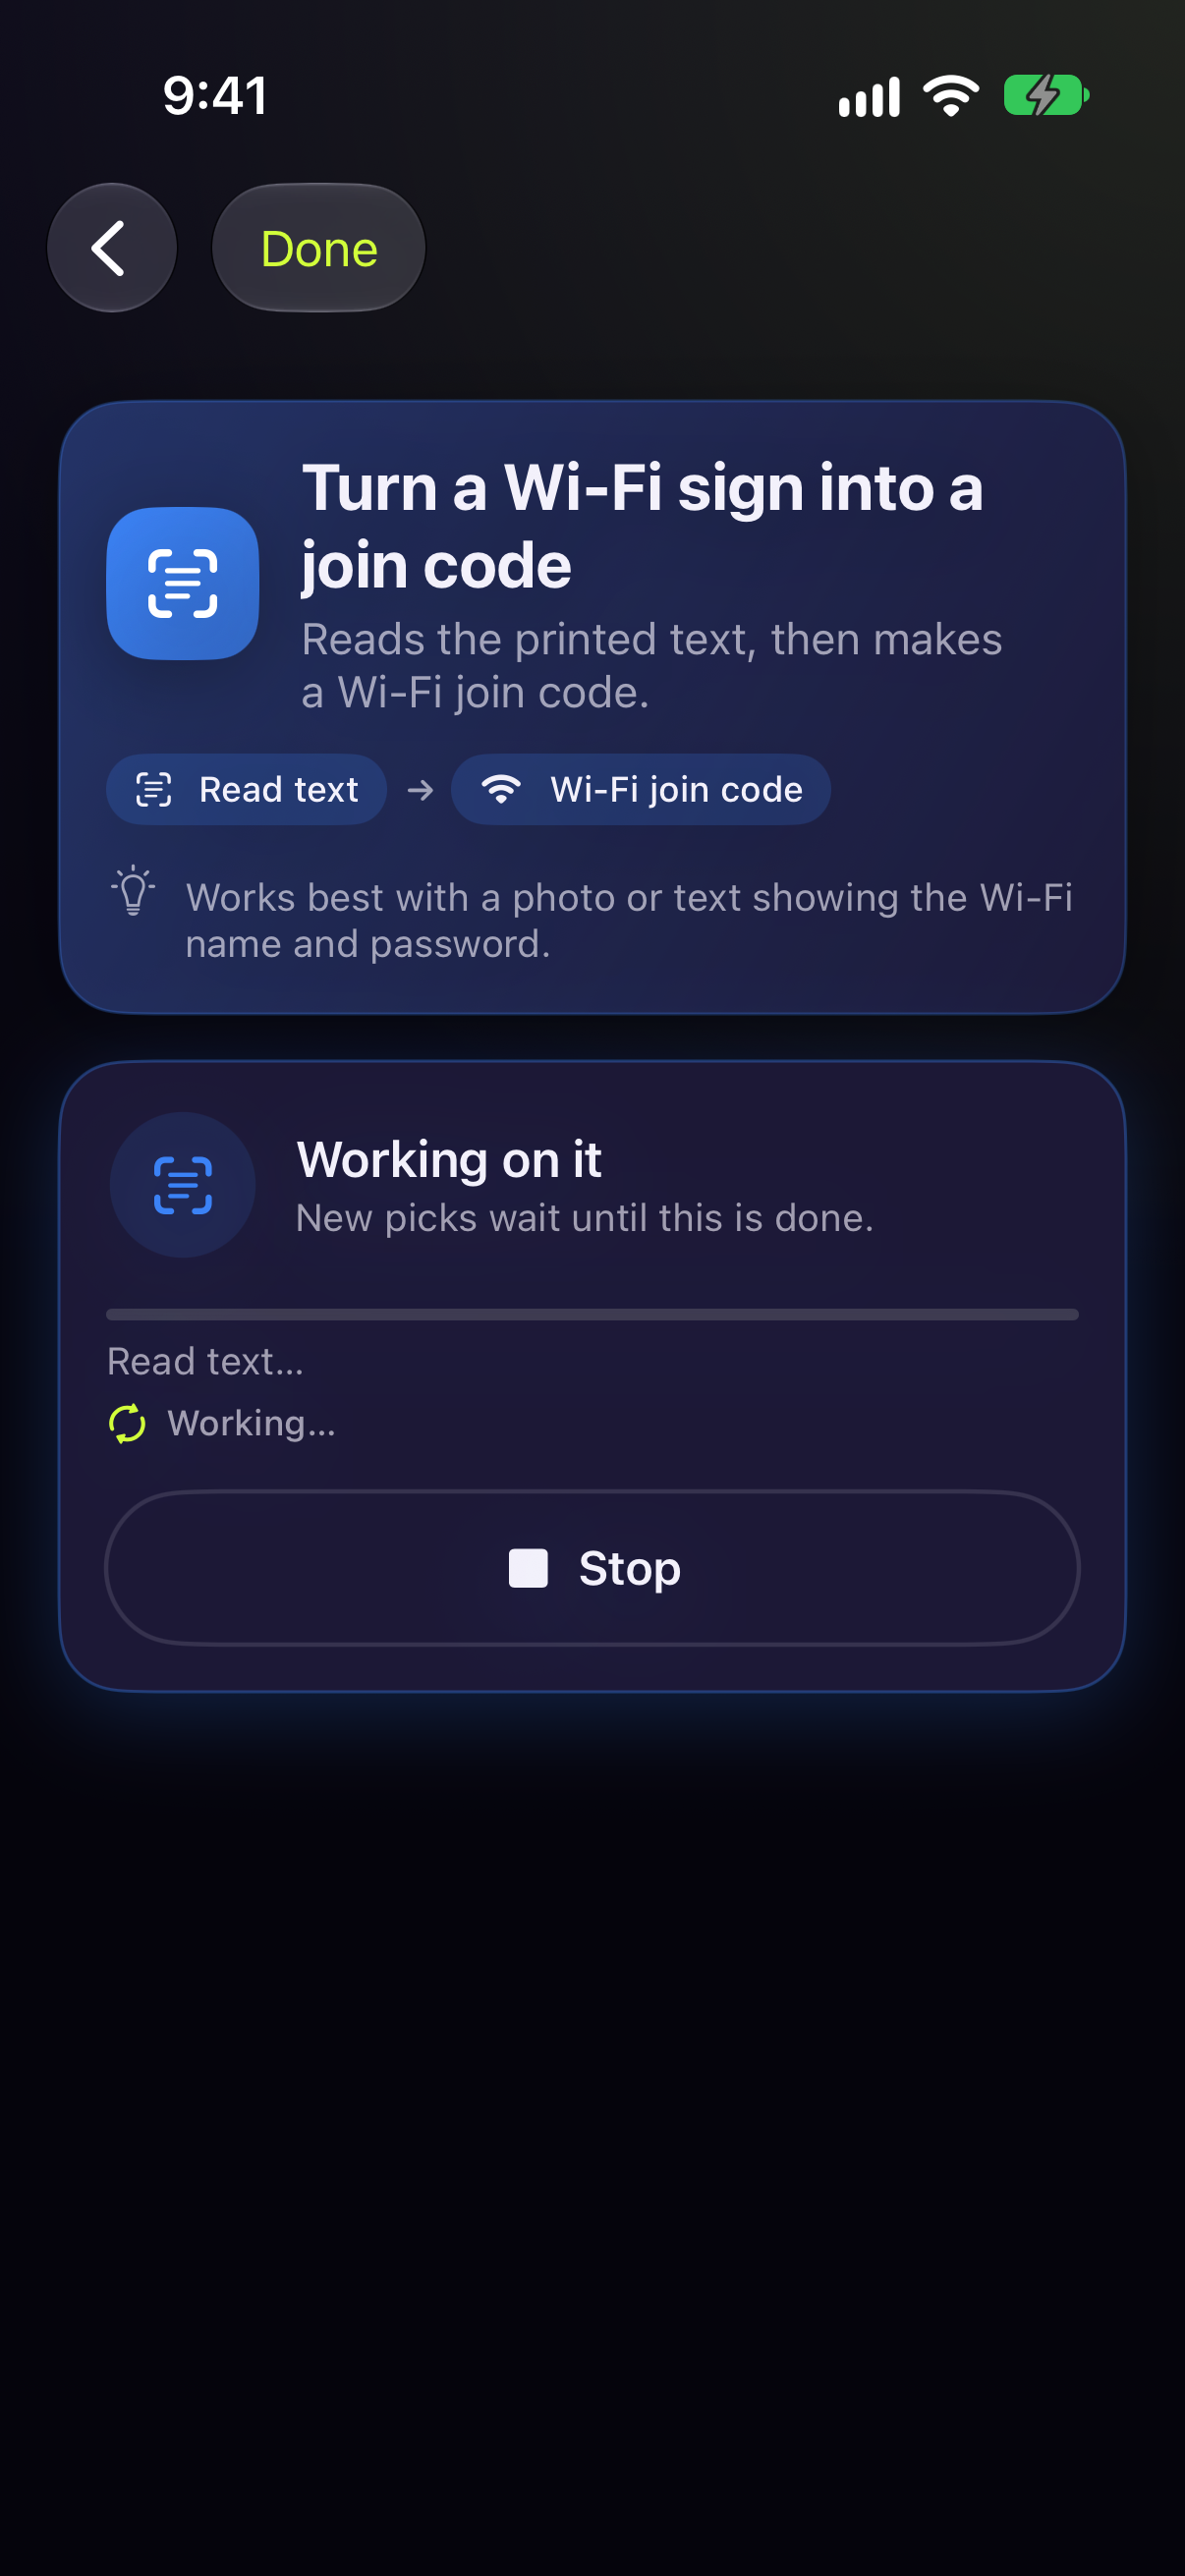 9:41
Done
Turn a Wi-Fi sign into a
join code
Reads the printed text, then makes
a Wi-Fi join code.
Read text → Wi-Fi join code
Works best with a photo or text showing the Wi-Fi
name and password.
Working on it
New picks wait until this is done.
Read text...
Working...
Stop